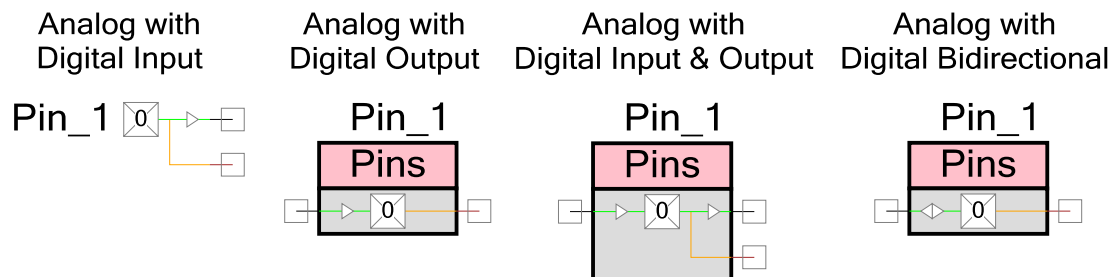 Analog with
Digital Input
Analog with
Digital Output
Analog with
Digital Input & Output
Analog with
Digital Bidirectional
Pin_1
0
Pin_1
Pins
0
Pin_1
Pins
0
Pin_1
Pins
0